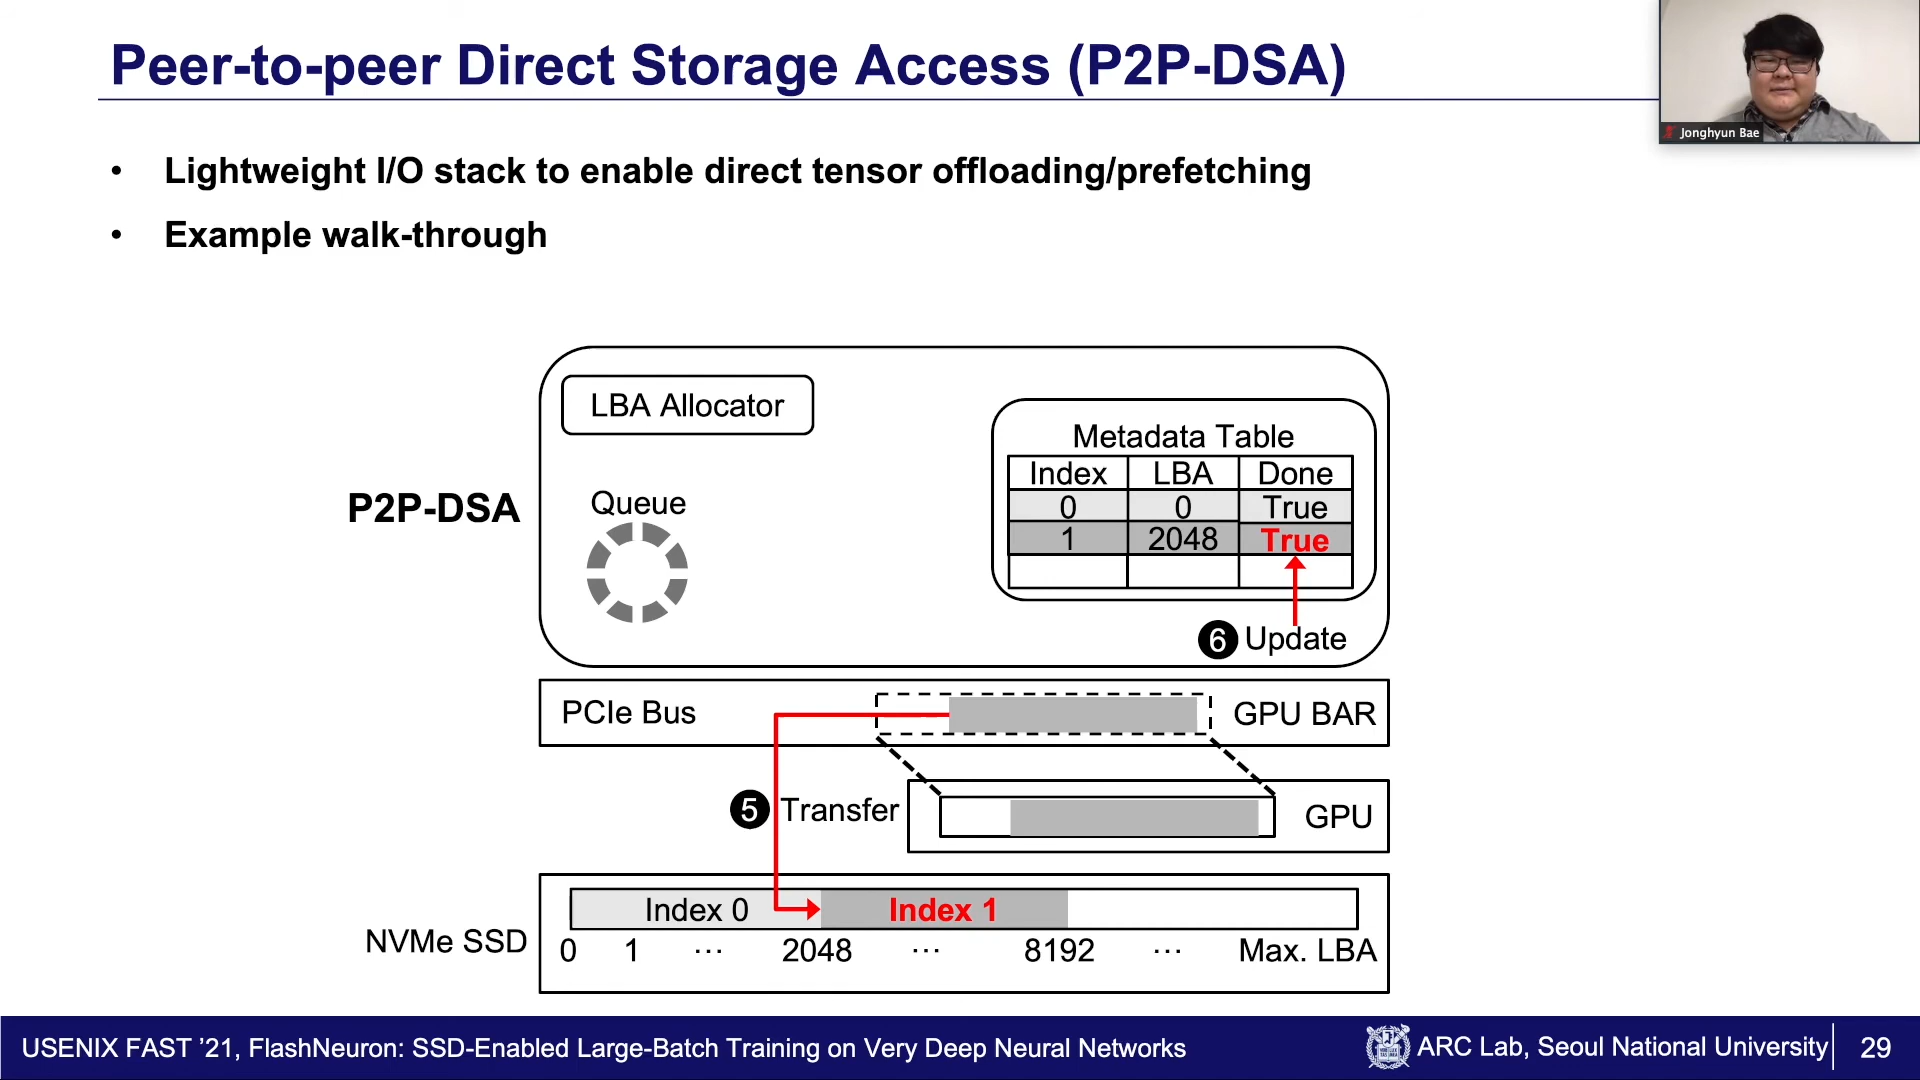 Peer-to-peer Direct Storage Access (P2P-DSA)
Jonghyun Bae
• Lightweight I/O stack to enable direct tensor offloading/prefetching
• Example walk-through
LBA Allocator
Metadata Table
Index LBA Done
0 0 True
1 2048 True
P2P-DSA
Queue
6 Update
PCIe Bus
GPU BAR
5 Transfer
GPU
Index 0
Index 1
NVMe SSD
0 1 ... 2048 ... 8192 ... Max. LBA
USENIX FAST ’21, FlashNeuron: SSD-Enabled Large-Batch Training on Very Deep Neural Networks
ARC Lab, Seoul National University
29